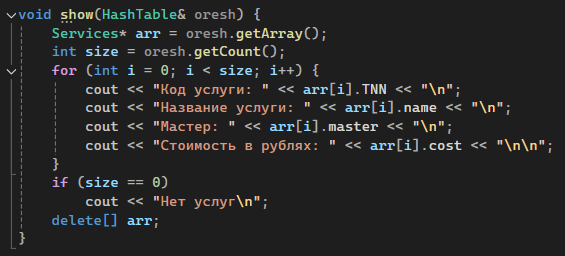 void show(HashTable& oresh) {
    Services* arr = oresh.getArray();
    int size = oresh.getCount();
    for (int i = 0; i < size; i++) {
        cout << "Код услуги: " << arr[i].TNN << "\n";
        cout << "Название услуги: " << arr[i].name << "\n";
        cout << "Мастер: " << arr[i].master << "\n";
        cout << "Стоимость в рублях: " << arr[i].cost << "\n\n";
    }
    if (size == 0)
        cout << "Нет услуг\n";
    delete[] arr;
}